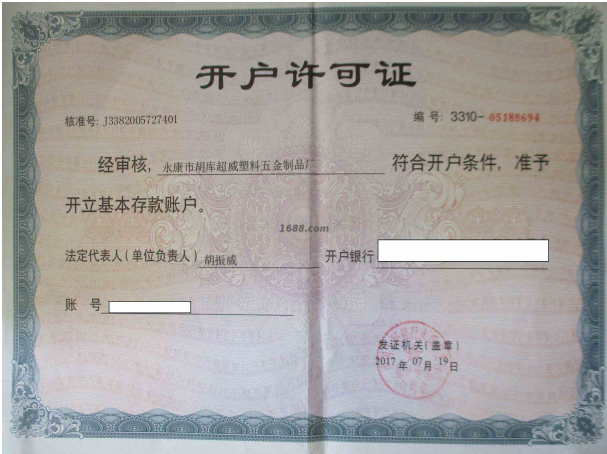 开户许可证
核准号: J3382005727401 编号: 3310-05188694
经审核, 永康市胡库超威塑料五金制品厂 符合开户条件, 准予
开立基本存款账户。
1688.com
法定代表人(单位负责人) 胡振威 开户银行
账 号
发证机关(盖章)
2017 年 07 月 19 日